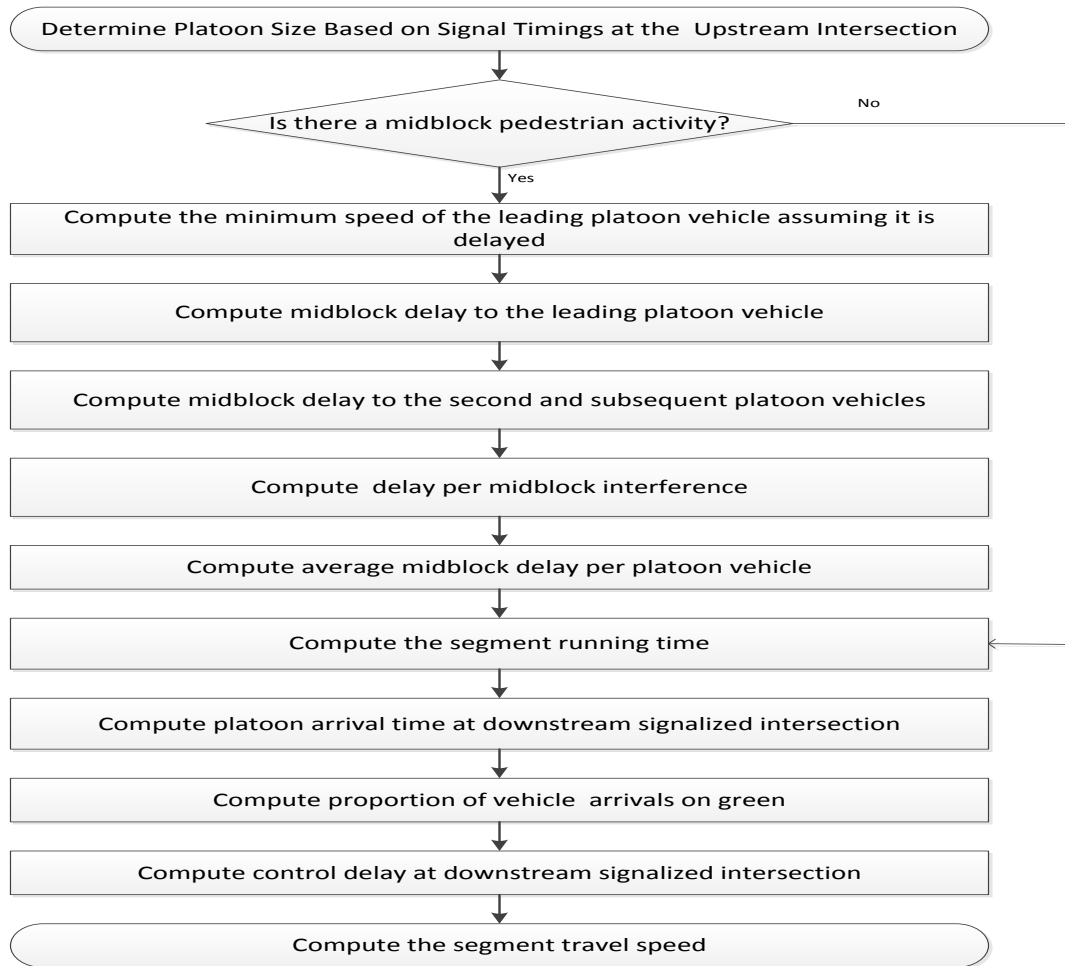 Determine Platoon Size Based on Signal Timings at the Upstream Intersection
No
Is there a midblock pedestrian activity?
Yes
Compute the minimum speed of the leading platoon vehicle assuming it is
delayed
Compute midblock delay to the leading platoon vehicle
Compute midblock delay to the second and subsequent platoon vehicles
Compute delay per midblock interference
Compute average midblock delay per platoon vehicle
Compute the segment running time
Compute platoon arrival time at downstream signalized intersection
Compute proportion of vehicle arrivals on green
Compute control delay at downstream signalized intersection
Compute the segment travel speed